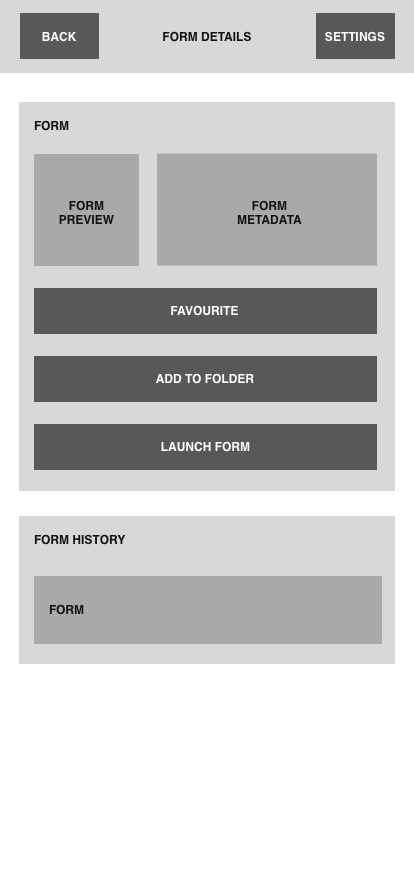 BACK
FORM DETAILS
SETTINGS
FORM
FORM
PREVIEW
FORM
METADATA
FAVOURITE
ADD TO FOLDER
LAUNCH FORM
FORM HISTORY
FORM